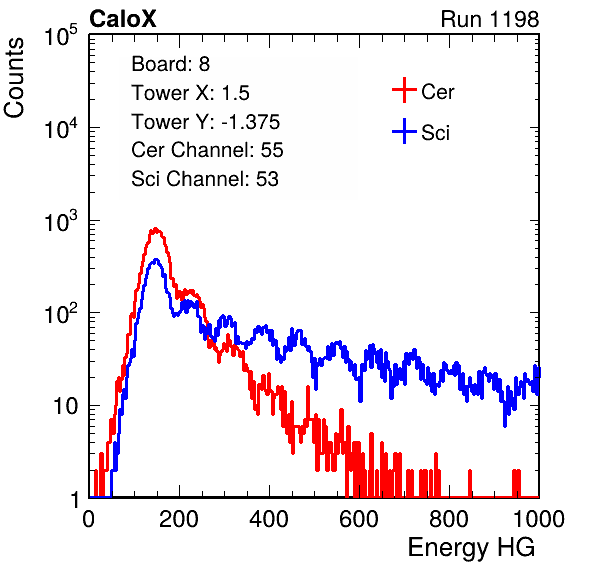 CaloX Run 1198
10^5
Counts
Board: 8
Tower X: 1.5
Tower Y: -1.375
Cer Channel: 55
Sci Channel: 53
Cer
Sci
10^4
10^3
10^2
10
1
0 200 400 600 800 1000
Energy HG